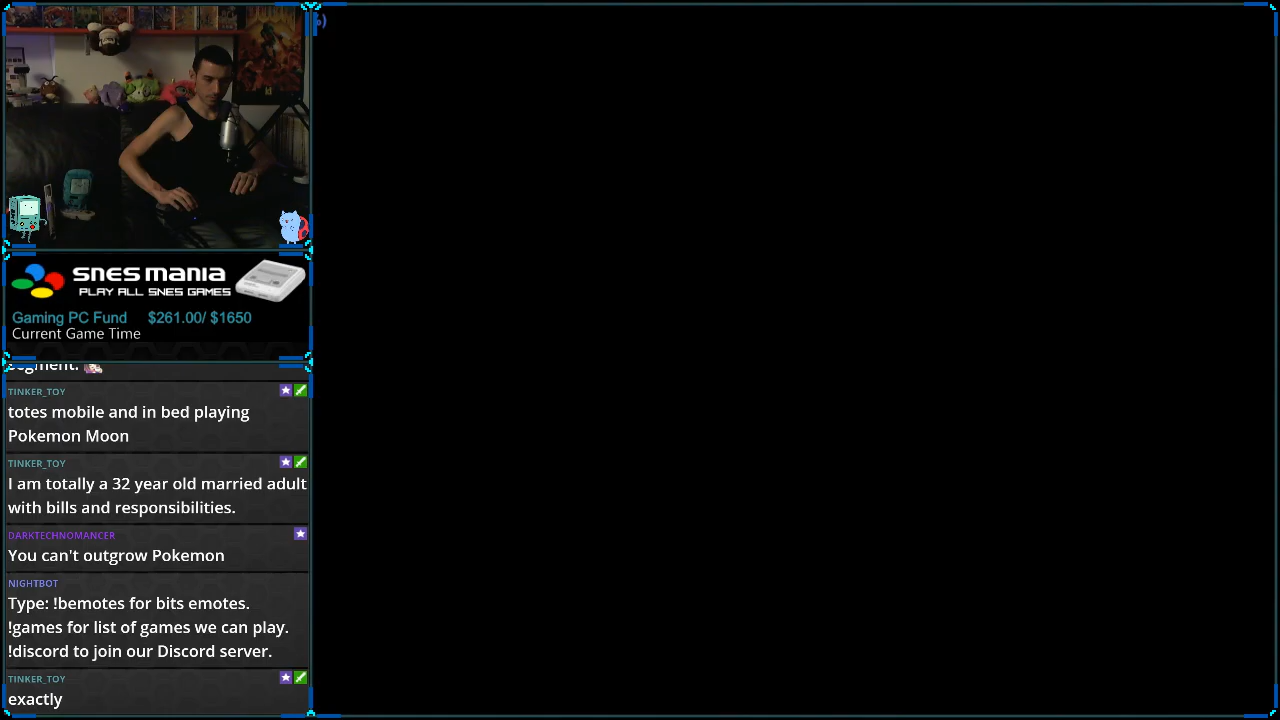 )
SNES MANIA
PLAY ALL SNES GAMES
Gaming PC Fund $261.00/ $1650
Current Game Time
segment.
TINKER_TOY
totes mobile and in bed playing
Pokemon Moon
TINKER_TOY
I am totally a 32 year old married adult
with bills and responsibilities.
DARKTECHNOMANCER
You can't outgrow Pokemon
NIGHTBOT
Type: !bemotes for bits emotes.
!games for list of games we can play.
!discord to join our Discord server.
TINKER_TOY
exactly